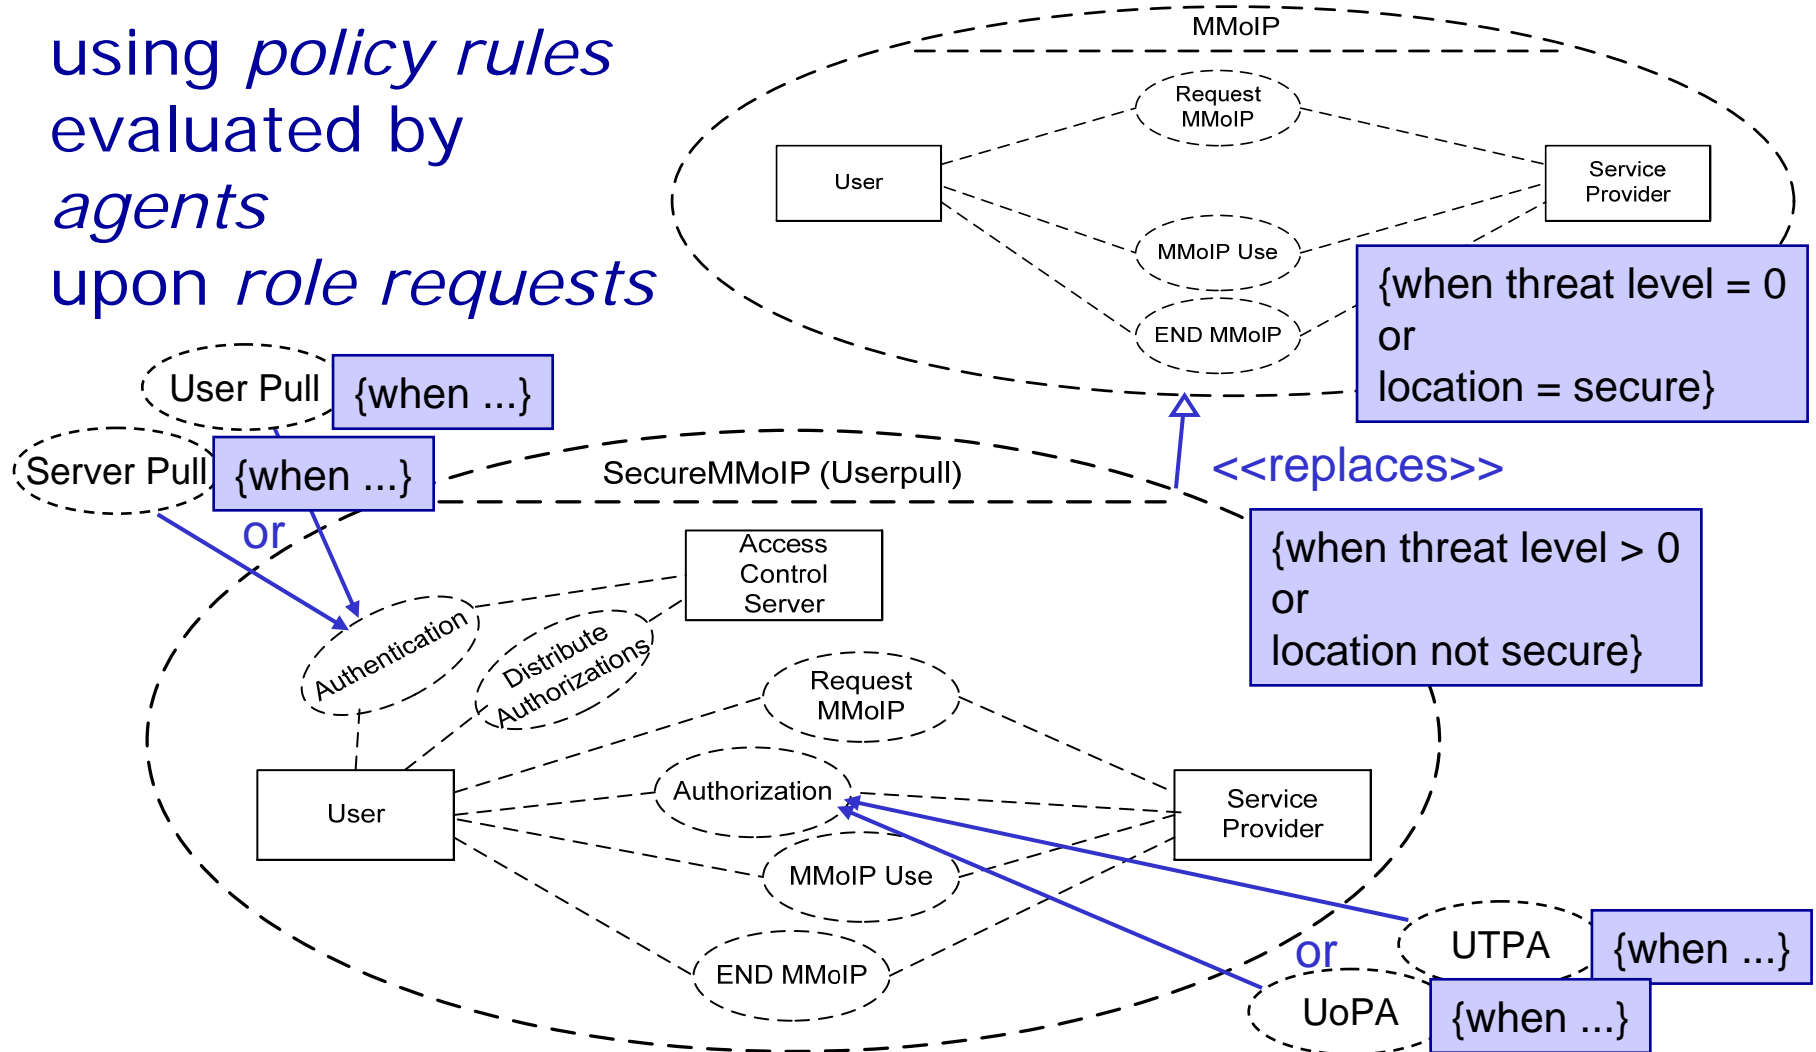 using policy rules
evaluated by
agents
upon role requests
MMoIP
Request
MMoIP
User
Service
Provider
MMoIP Use
END MMoIP
{when threat level = 0
or
location = secure}
User Pull
{when ...}
Server Pull
{when ...}
or
SecureMMoIP (Userpull)
<<replaces>>
{when threat level > 0
or
location not secure}
Access
Control
Server
Authentication
Distribute
Authorizations
Request
MMoIP
Authorization
User
Service
Provider
MMoIP Use
END MMoIP
or
UTPA
{when ...}
UoPA
{when ...}